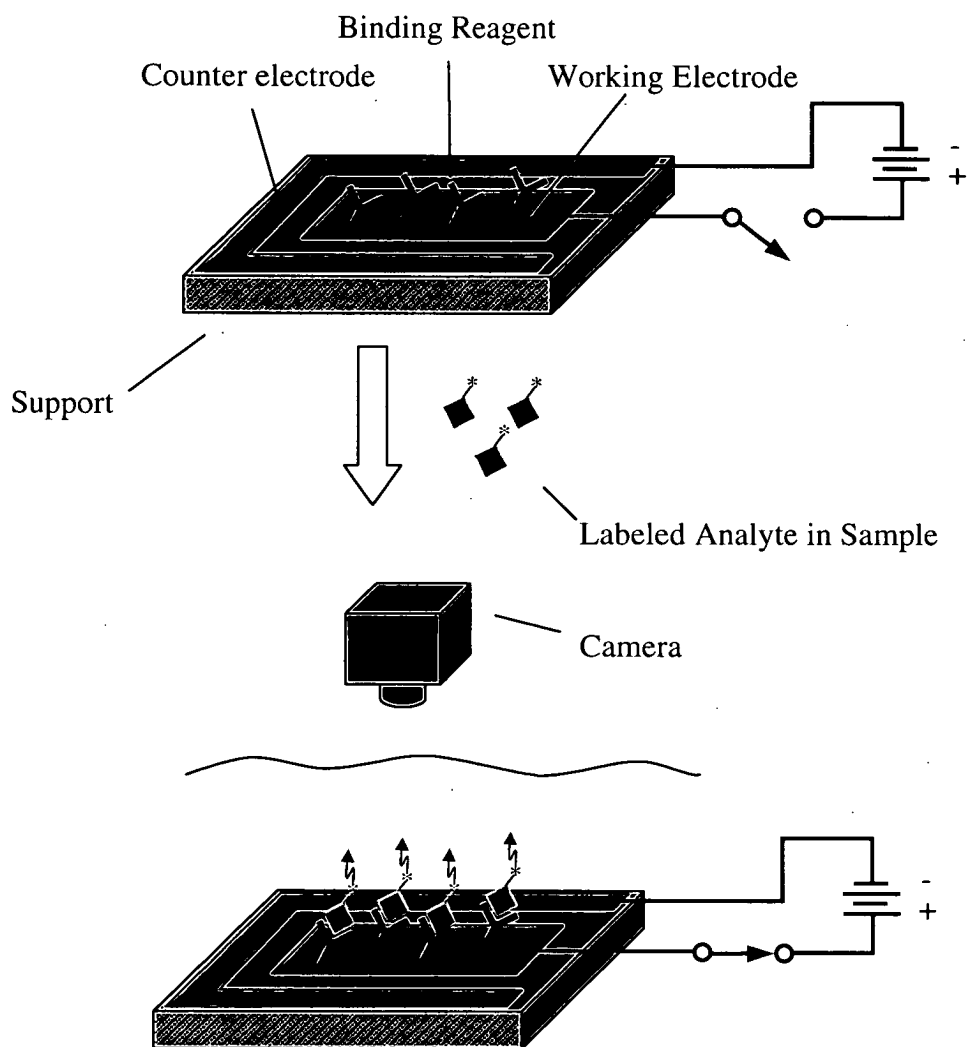 Binding Reagent
Counter electrode
Working Electrode
-
+
Support
*
*
*
Labeled Analyte in Sample
Camera
*
*
*
*
-
+